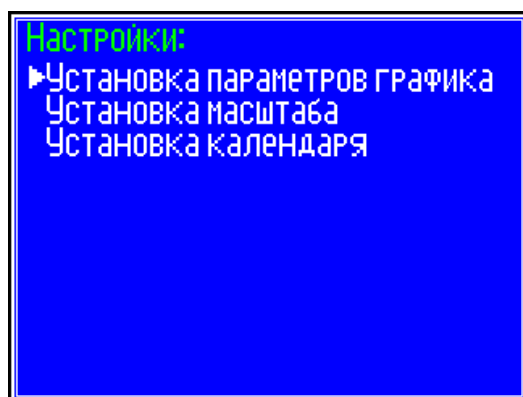 Настройки:
Установка параметров графика
Установка масштаба
Установка календаря